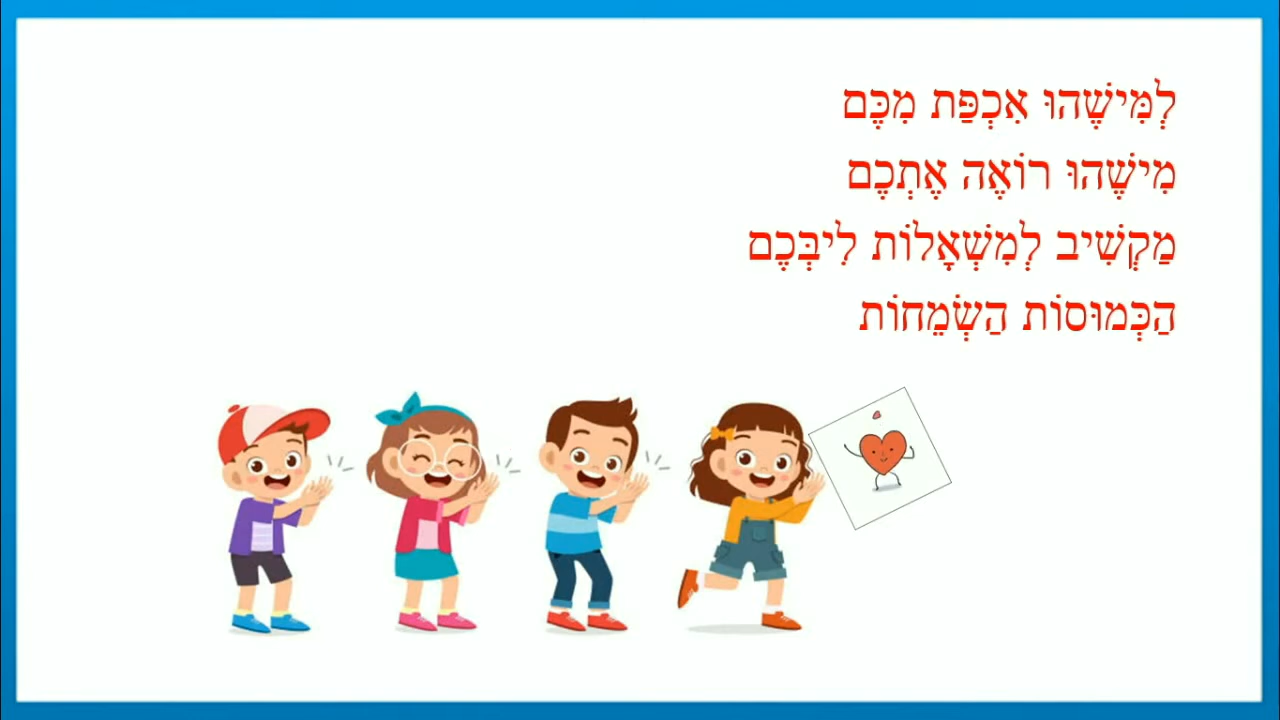 לְמִּישֶׁהוּ אִכְפַּת מִכֶּם
מִישֶׁהוּ רוֹאֶה אֶתְכֶם
מַקְשִׁיב לְמִשְׁאָלוֹת לִיבְּכֶם
הַכְּמוּסוֹת הַשְׂמֵחוֹת